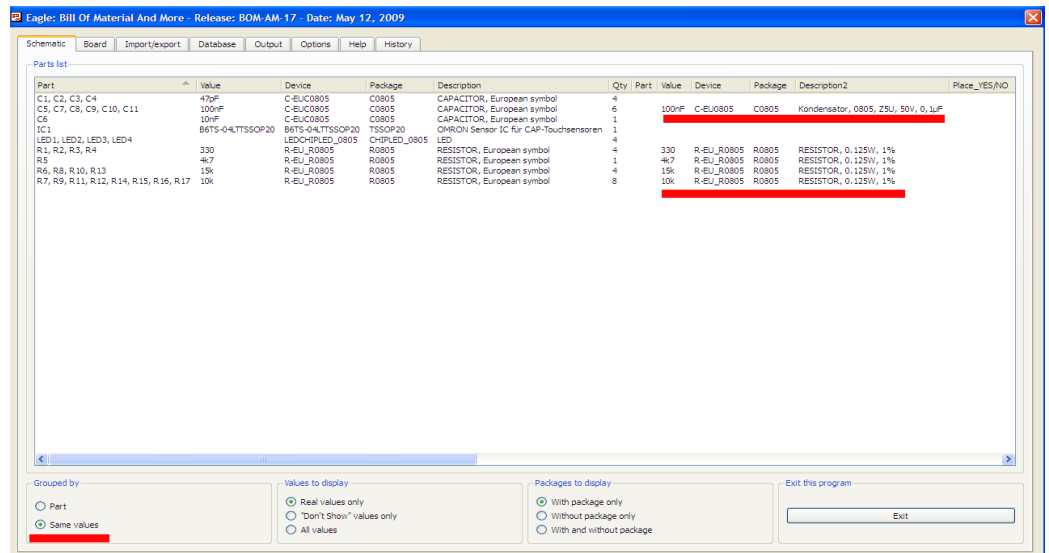 Eagle: Bill Of Material And More - Release: BOM-AM-17 - Date: May 12, 2009
Schematic Board Import/export Database Output Options Help History
Parts list
Part Value Device Package Description Qty Part Value Device Package Description2 Place_YES/NO
C1, C2, C3, C4 47pF C-EUC0805 C0805 CAPACITOR, European symbol 4
C5, C7, C8, C9, C10, C11 100nF C-EUC0805 C0805 CAPACITOR, European symbol 6 100nF C-EU0805 C0805 Kondensator, 0805, Z5U, 50V, 0,1µF
C6 10nF C-EUC0805 C0805 CAPACITOR, European symbol 1
IC1 B6TS-04LTTSSOP20 B6TS-04LTTSSOP20 TSSOP20 OMRON Sensor IC für CAP-Touchsensoren 1
LED1, LED2, LED3, LED4 LEDCHIPLED_0805 CHIPLED_0805 LED 4
R1, R2, R3, R4 330 R-EU_R0805 R0805 RESISTOR, European symbol 4 330 R-EU_R0805 R0805 RESISTOR, 0.125W, 1%
R5 4k7 R-EU_R0805 R0805 RESISTOR, European symbol 1 4k7 R-EU_R0805 R0805 RESISTOR, 0.125W, 1%
R6, R8, R10, R13 15k R-EU_R0805 R0805 RESISTOR, European symbol 4 15k R-EU_R0805 R0805 RESISTOR, 0.125W, 1%
R7, R9, R11, R12, R14, R15, R16, R17 10k R-EU_R0805 R0805 RESISTOR, European symbol 8 10k R-EU_R0805 R0805 RESISTOR, 0.125W, 1%
Grouped by Values to display Packages to display Exit this program
Part Real values only With package only
Same values "Don't Show" values only Without package only Exit
All values With and without package